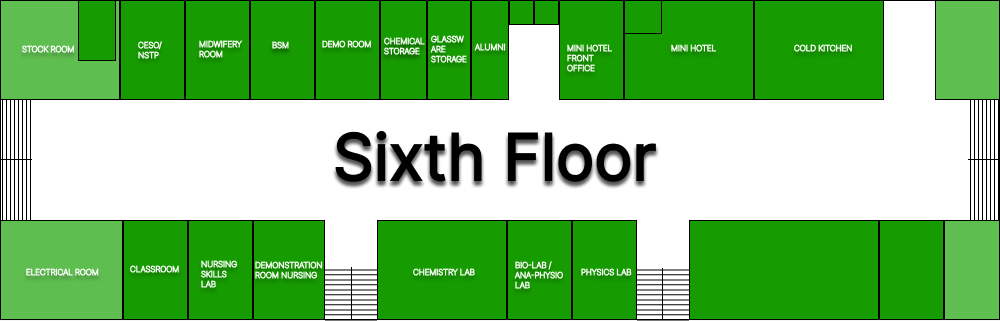 STOCK ROOM
CESO/
NSTP
MIDWIFERY
ROOM
BSM
DEMO ROOM
CHEMICAL
STORAGE
GLASSW
ARE
STORAGE
ALUMNI
MINI HOTEL
FRONT
OFFICE
MINI HOTEL
COLD KITCHEN
Sixth Floor
ELECTRICAL ROOM
CLASSROOM
NURSING
SKILLS
LAB
DEMONSTRATION
ROOM NURSING
CHEMISTRY LAB
BIO-LAB /
ANA-PHYSIO
LAB
PHYSICS LAB